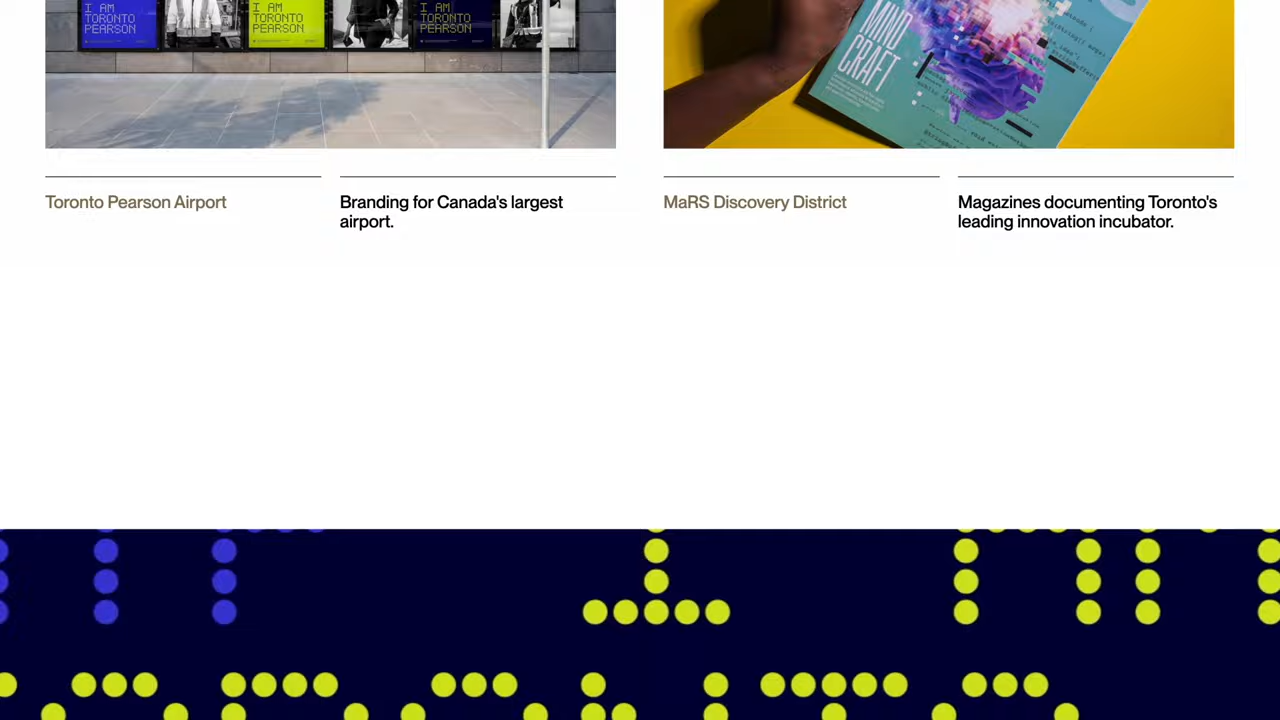 I AM
TORONTO
PEARSON
I AM
TORONTO
PEARSON
I AM
TORONTO
PEARSON
MIND
CRAFT
Toronto Pearson Airport
Branding for Canada's largest
airport.
MaRS Discovery District
Magazines documenting Toronto's
leading innovation incubator.